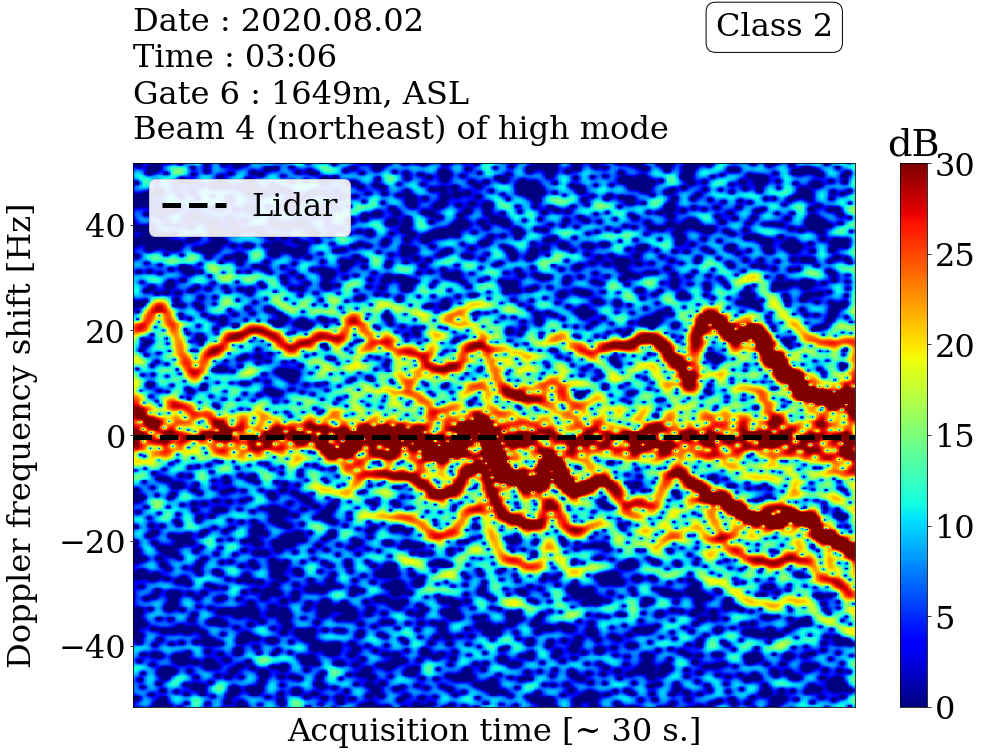 Date : 2020.08.02
Time : 03:06
Gate 6 : 1649m, ASL
Beam 4 (northeast) of high mode
Class 2
dB
Lidar
Doppler frequency shift [Hz]
40
20
0
−20
−40
30
25
20
15
10
5
0
Acquisition time [~ 30 s.]